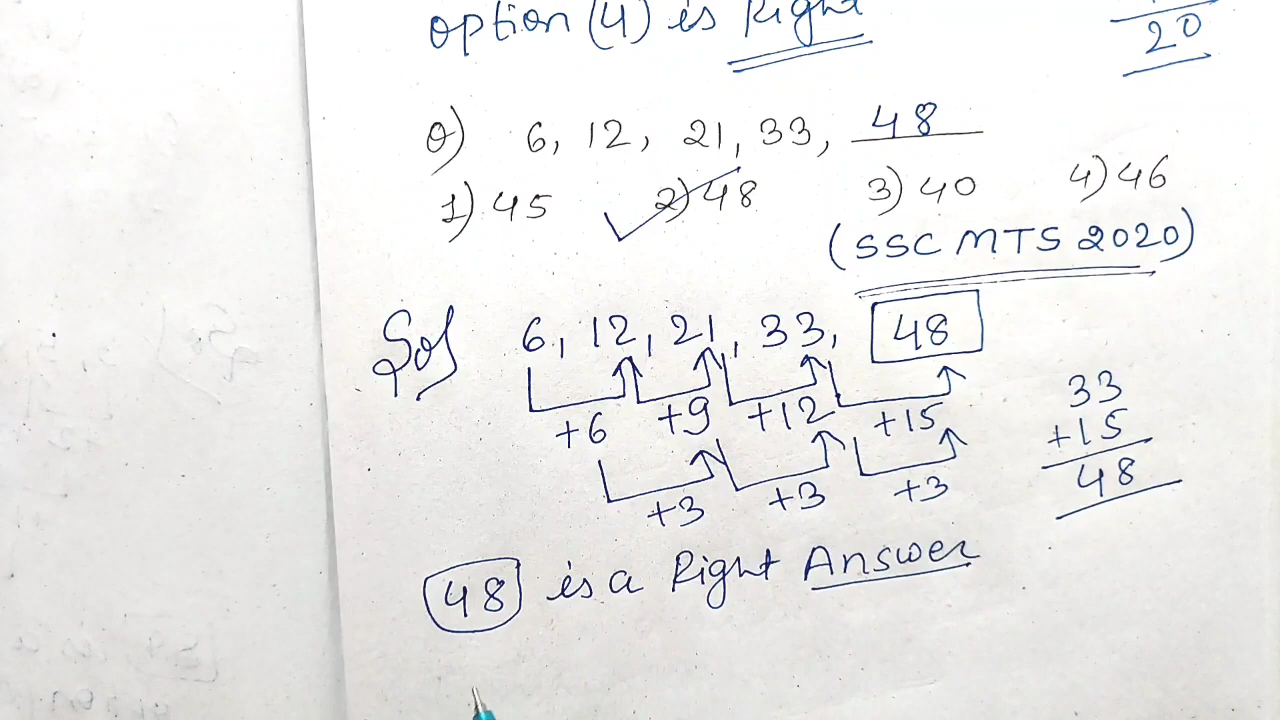 option (4) is Right
20
Q) 6, 12, 21, 33, 48
1) 45 2) 48 3) 40 4) 46
(SSC MTS 2020)
Sol 6, 12, 21, 33, 48
+6 +9 +12 +15
+3 +3 +3
33
+15
48
48 is a Right Answer